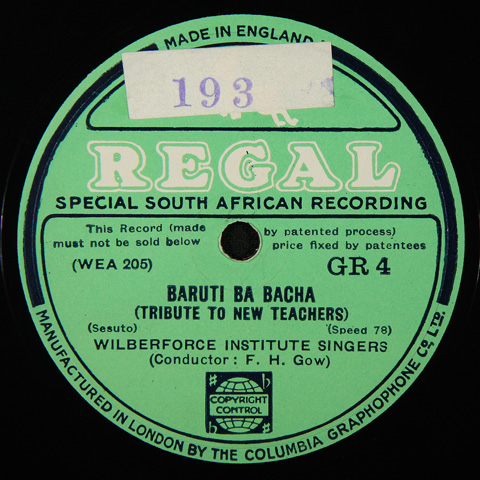 MADE IN ENGLAND
193
REGAL
SPECIAL SOUTH AFRICAN RECORDING
This Record (made by patented process)
must not be sold below price fixed by patentees
(WEA 205) GR 4
BARUTI BA BACHA
(TRIBUTE TO NEW TEACHERS)
(Sesuto) (Speed 78)
WILBERFORCE INSTITUTE SINGERS
(Conductor: F. H. Gow)
COPYRIGHT
CONTROL
MANUFACTURED IN LONDON BY THE COLUMBIA GRAPHOPHONE CO., LTD.